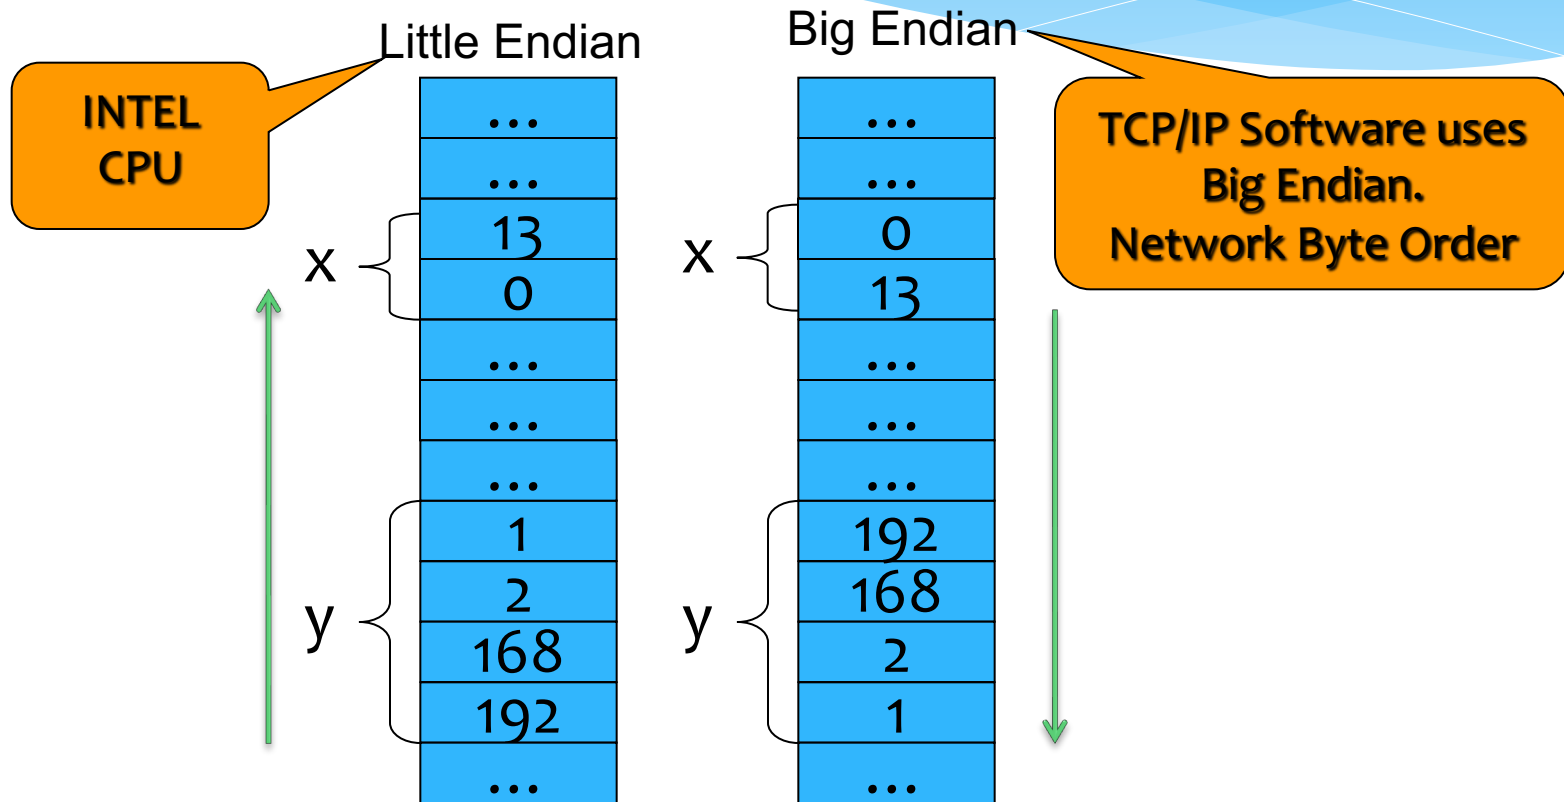 Little Endian
Big Endian
INTEL
CPU
TCP/IP Software uses
Big Endian.
Network Byte Order
x
...
...
13
0
...
...
...
y
1
2
168
192
...
x
...
...
0
13
...
...
...
y
192
168
2
1
...